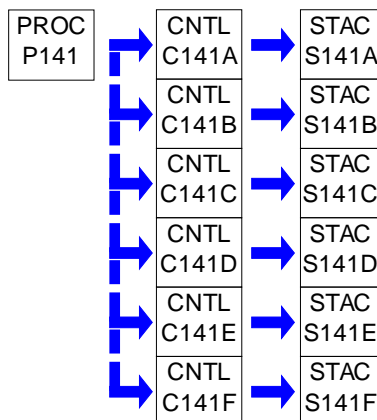 PROC
P141
CNTL
C141A
STAC
S141A
CNTL
C141B
STAC
S141B
CNTL
C141C
STAC
S141C
CNTL
C141D
STAC
S141D
CNTL
C141E
STAC
S141E
CNTL
C141F
STAC
S141F